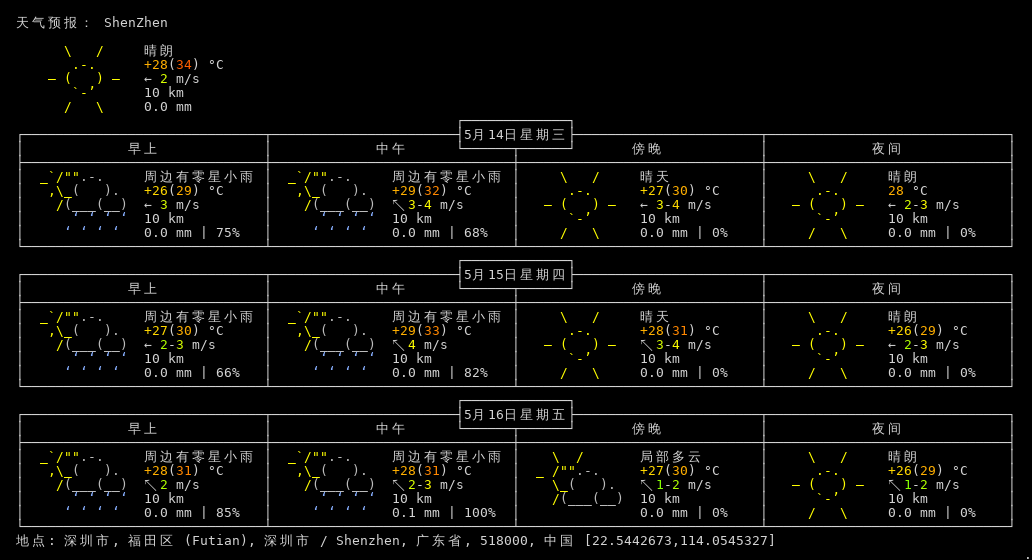 天气预报： ShenZhen
晴朗
+28(34) °C
← 2 m/s
10 km
0.0 mm
5月14日星期三
早上 中午 傍晚 夜间
周边有零星小雨 周边有零星小雨 晴天 晴朗
+26(29) °C +29(32) °C +27(30) °C 28 °C
← 3 m/s ↖ 3-4 m/s ← 3-4 m/s ← 2-3 m/s
10 km 10 km 10 km 10 km
0.0 mm | 75% 0.0 mm | 68% 0.0 mm | 0% 0.0 mm | 0%
5月15日星期四
早上 中午 傍晚 夜间
周边有零星小雨 周边有零星小雨 晴天 晴朗
+27(30) °C +29(33) °C +28(31) °C +26(29) °C
← 2-3 m/s ↖ 4 m/s ↖ 3-4 m/s ← 2-3 m/s
10 km 10 km 10 km 10 km
0.0 mm | 66% 0.0 mm | 82% 0.0 mm | 0% 0.0 mm | 0%
5月16日星期五
早上 中午 傍晚 夜间
周边有零星小雨 周边有零星小雨 局部多云 晴朗
+28(31) °C +28(31) °C +27(30) °C +26(29) °C
↖ 2 m/s ↖ 2-3 m/s ↖ 1-2 m/s ↖ 1-2 m/s
10 km 10 km 10 km 10 km
0.0 mm | 85% 0.1 mm | 100% 0.0 mm | 0% 0.0 mm | 0%
地点: 深圳市, 福田区 (Futian), 深圳市 / Shenzhen, 广东省, 518000, 中国 [22.5442673,114.0545327]